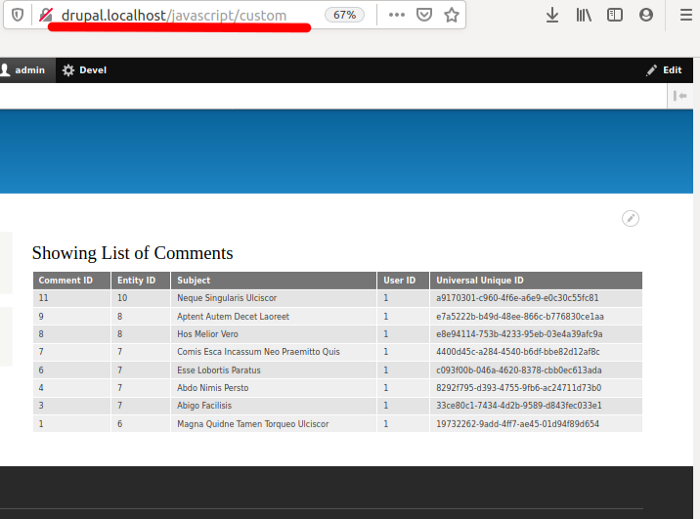 drupal.localhost/javascript/custom 67%
admin Devel Edit
Showing List of Comments
Comment ID Entity ID Subject User ID Universal Unique ID
11 10 Neque Singularis Ulciscor 1 a9170301-c960-4f6e-a6e9-e0c30c55fc81
9 8 Aptent Autem Decet Laoreet 1 e7a5222b-b49d-48ee-866c-b776830ce1aa
8 8 Hos Melior Vero 1 e8e94114-753b-4233-95eb-03e4a39afc9a
7 7 Comis Esca Incassum Neo Praemitto Quis 1 4400d45c-a284-4540-b6df-bbe82d12af8c
6 7 Esse Lobortis Paratus 1 c093f00b-046a-4620-8378-cbb0ec613ada
4 7 Abdo Nimis Persto 1 8292f795-d393-4755-9fb6-ac24711d73b0
3 7 Abigo Facilisis 1 33ce80c1-7434-4d2b-9589-d843fec033e1
1 6 Magna Quidne Tamen Torqueo Ulciscor 1 19732262-9add-4ff7-ae45-01d94f89d654